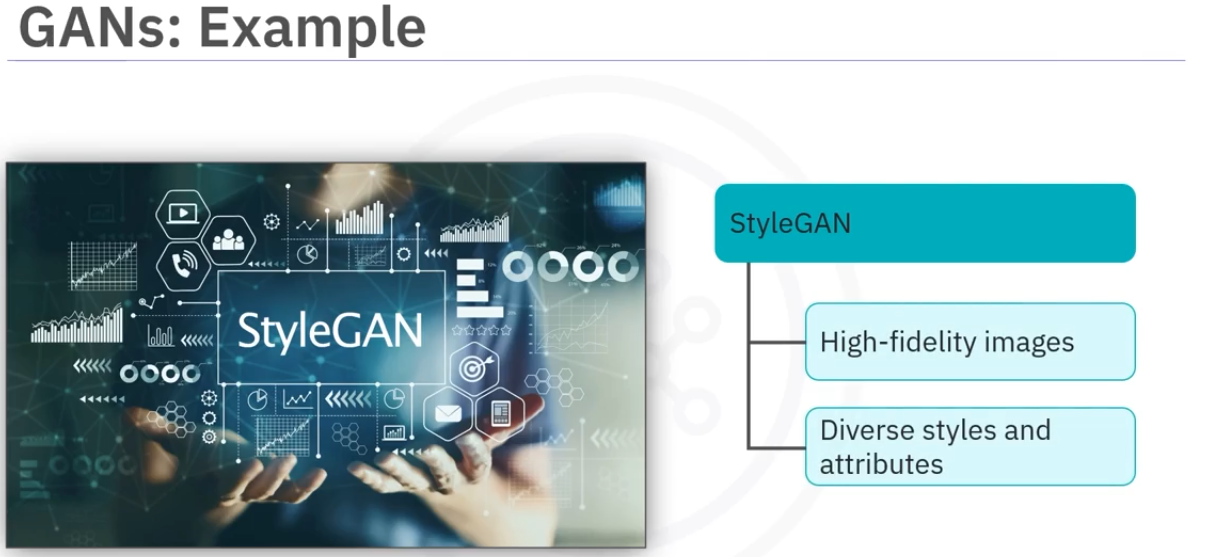 GANs: Example
StyleGAN
StyleGAN
High-fidelity images
Diverse styles and
attributes